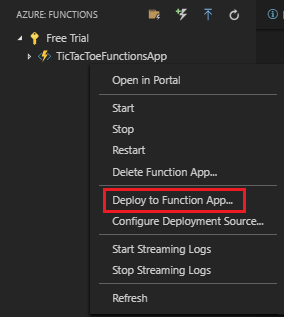 AZURE: FUNCTIONS
Free Trial
TicTacToeFunctionsApp
Open in Portal
Start
Stop
Restart
Delete Function App...
Deploy to Function App...
Configure Deployment Source...
Start Streaming Logs
Stop Streaming Logs
Refresh